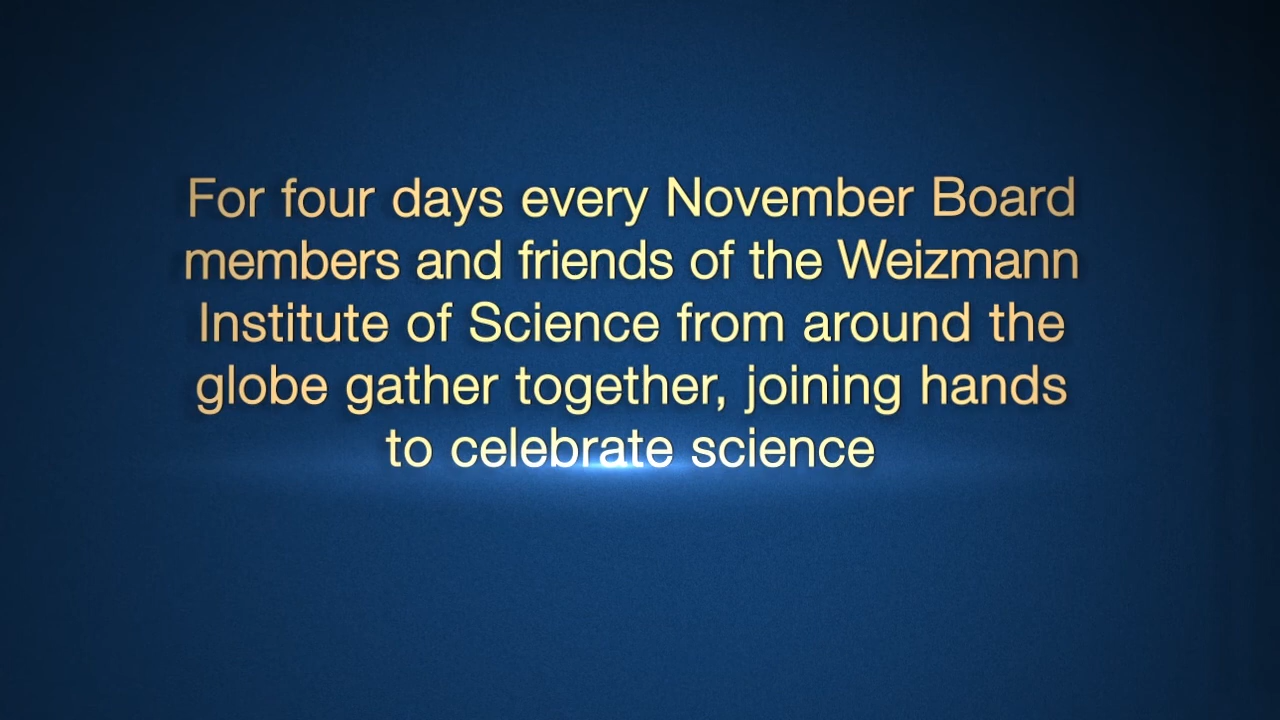 For four days every November Board
members and friends of the Weizmann
Institute of Science from around the
globe gather together, joining hands
to celebrate science